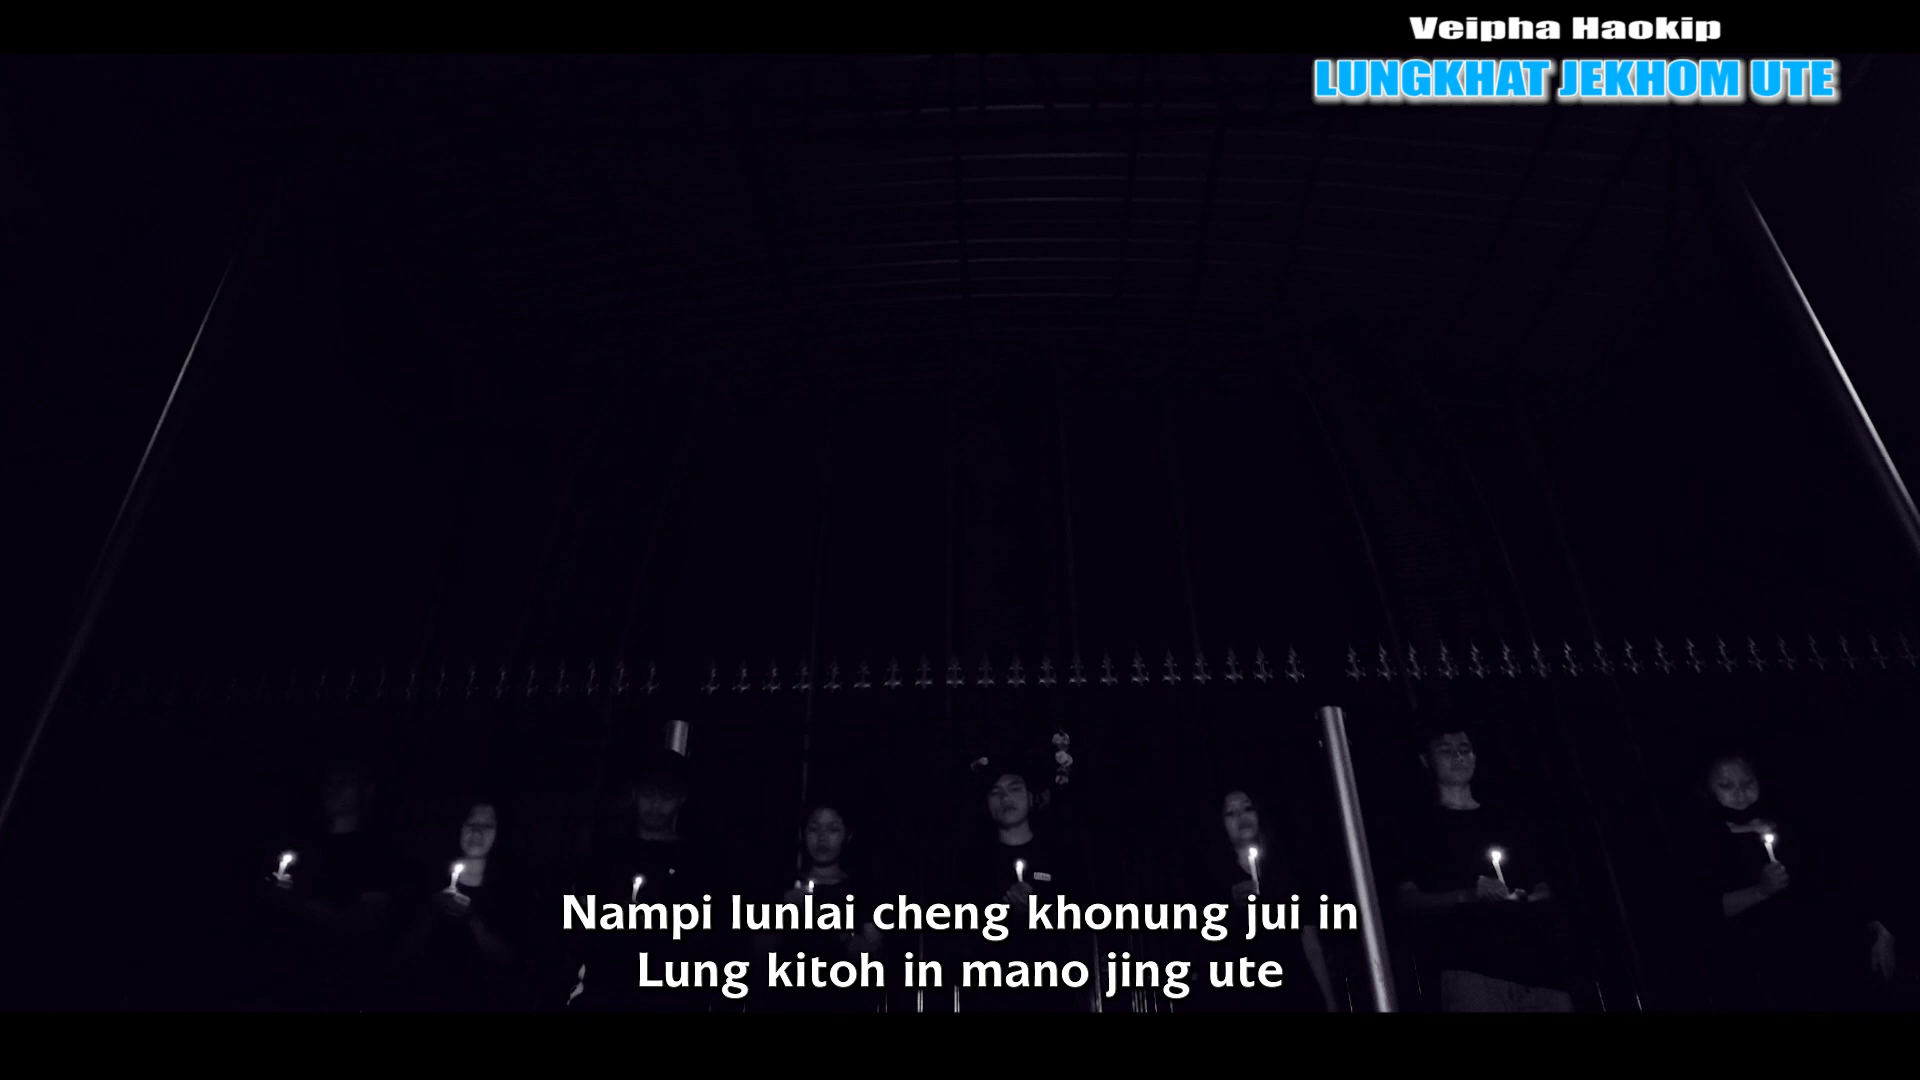 Veipha Haokip
LUNGKHAT JEKHOM UTE
Nampi lunlai cheng khonung jui in
Lung kitoh in mano jing ute